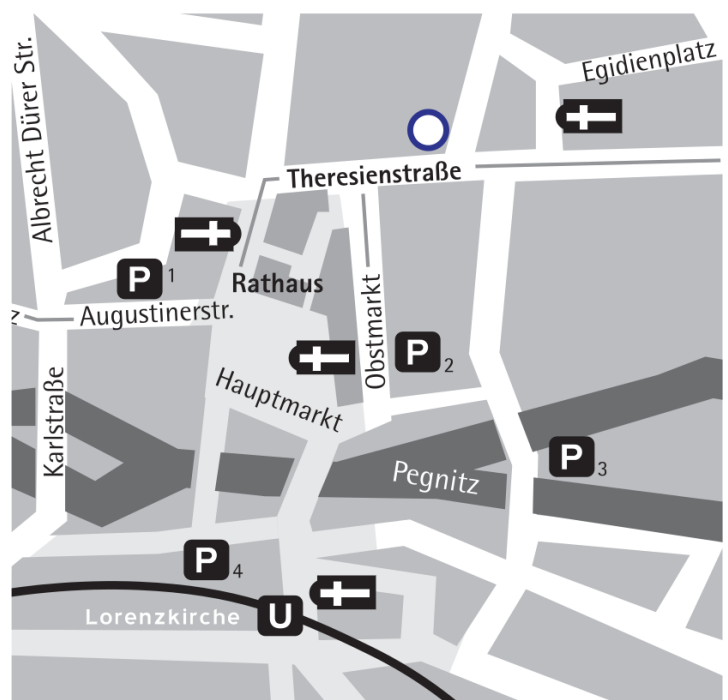 Egidienplatz
Albrecht Dürer Str.
Theresienstraße
P 1
Rathaus
Augustinerstr.
z
Obstmarkt
P 2
Hauptmarkt
Karlstraße
P 3
Pegnitz
P 4
U
Lorenzkirche